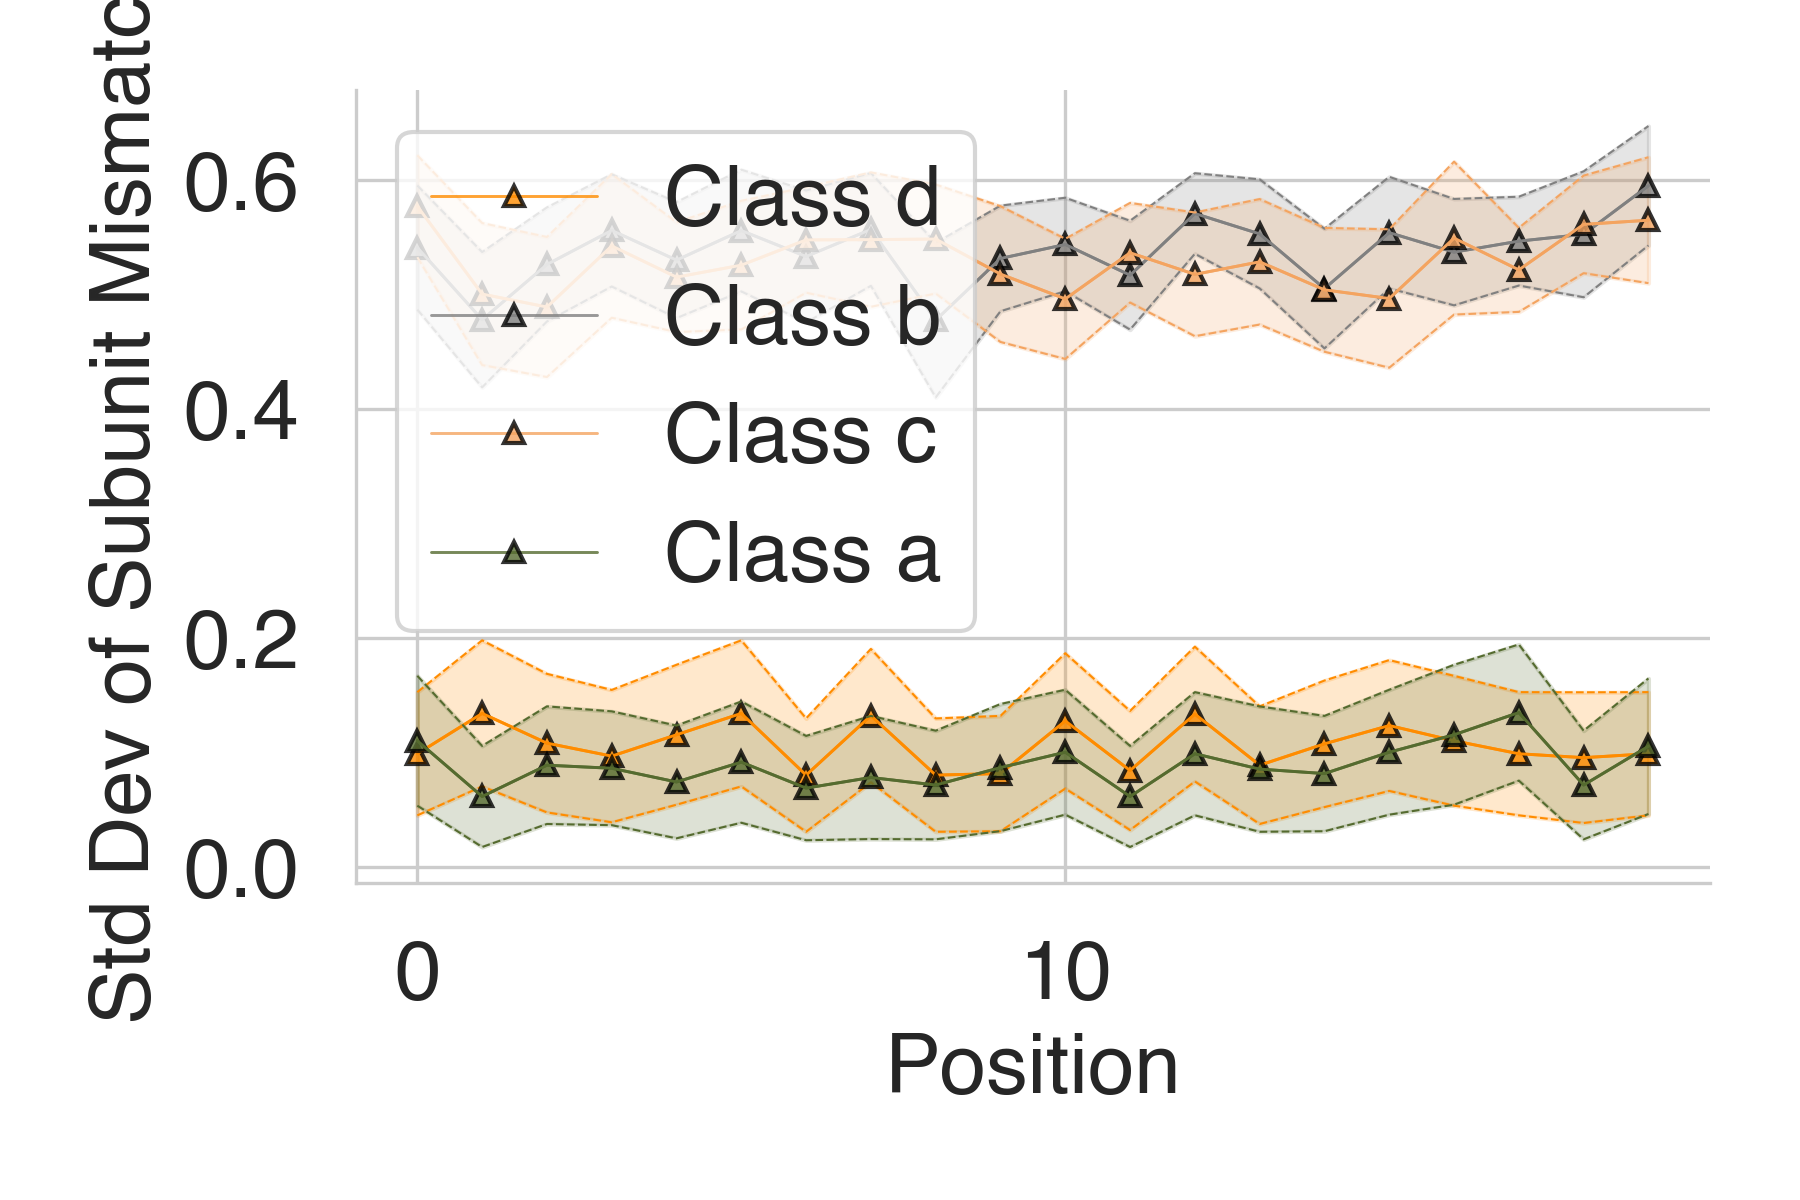 Std Dev of Subunit Mismatc
0.6
0.4
0.2
0.0
Class d
Class b
Class c
Class a
0
10
Position